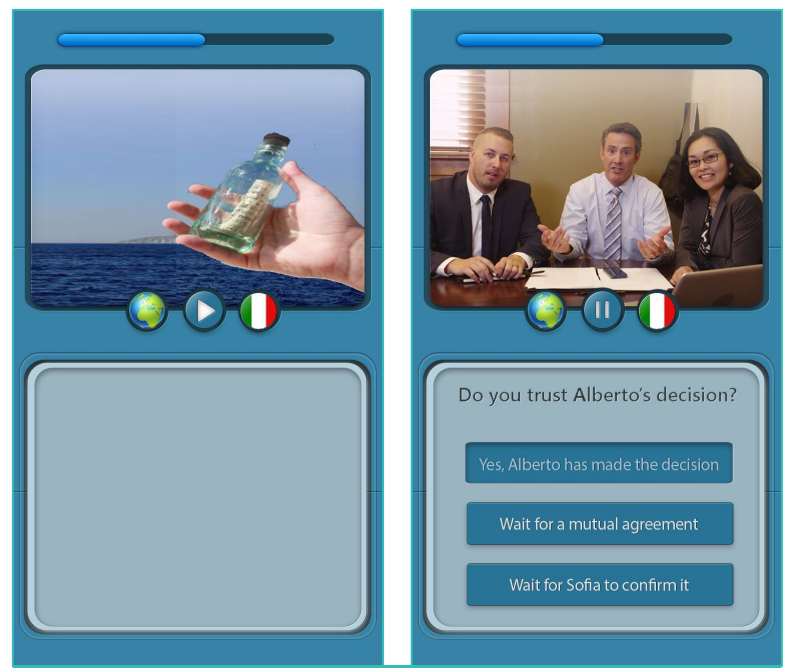 Do you trust Alberto's decision?
Yes, Alberto has made the decision
Wait for a mutual agreement
Wait for Sofia to confirm it